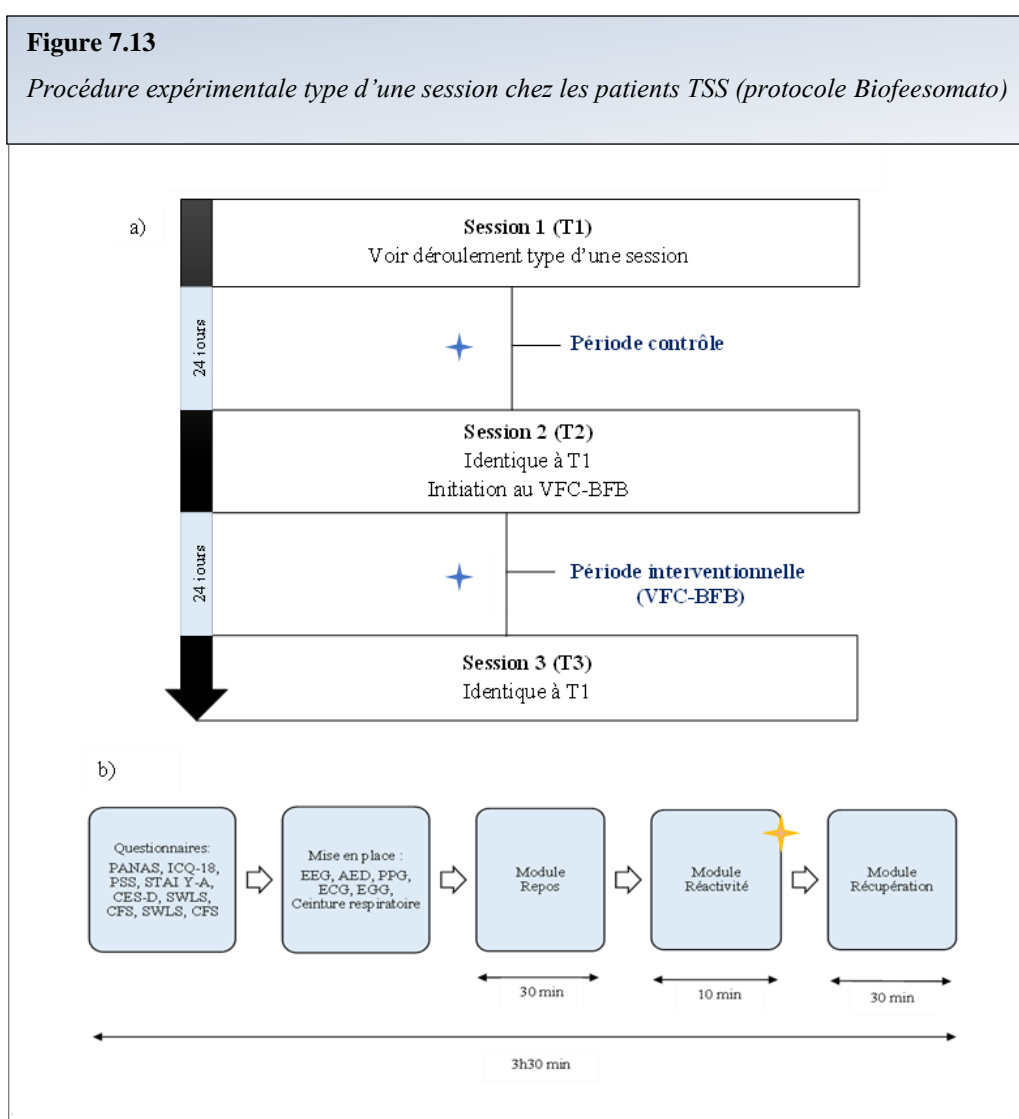 Figure 7.13
Procédure expérimentale type d'une session chez les patients TSS (protocole Biofeesomato)
a)
Session 1 (T1)
Voir déroulement type d'une session
24 jours
Période contrôle
Session 2 (T2)
Identique à T1
Initiation au VFC-BFB
24 jours
Période interventionnelle
(VFC-BFB)
Session 3 (T3)
Identique à T1
b)
Questionnaires:
PANAS, ICQ-18,
PSS, STAI Y-A,
CES-D, SWLS,
CFS, SWLS, CFS
Mise en place :
EEG, AED, PPG,
ECG, EGG,
Ceinture respiratoire
Module
Repos
Module
Réactivité
Module
Récupération
30 min
10 min
30 min
3h30 min